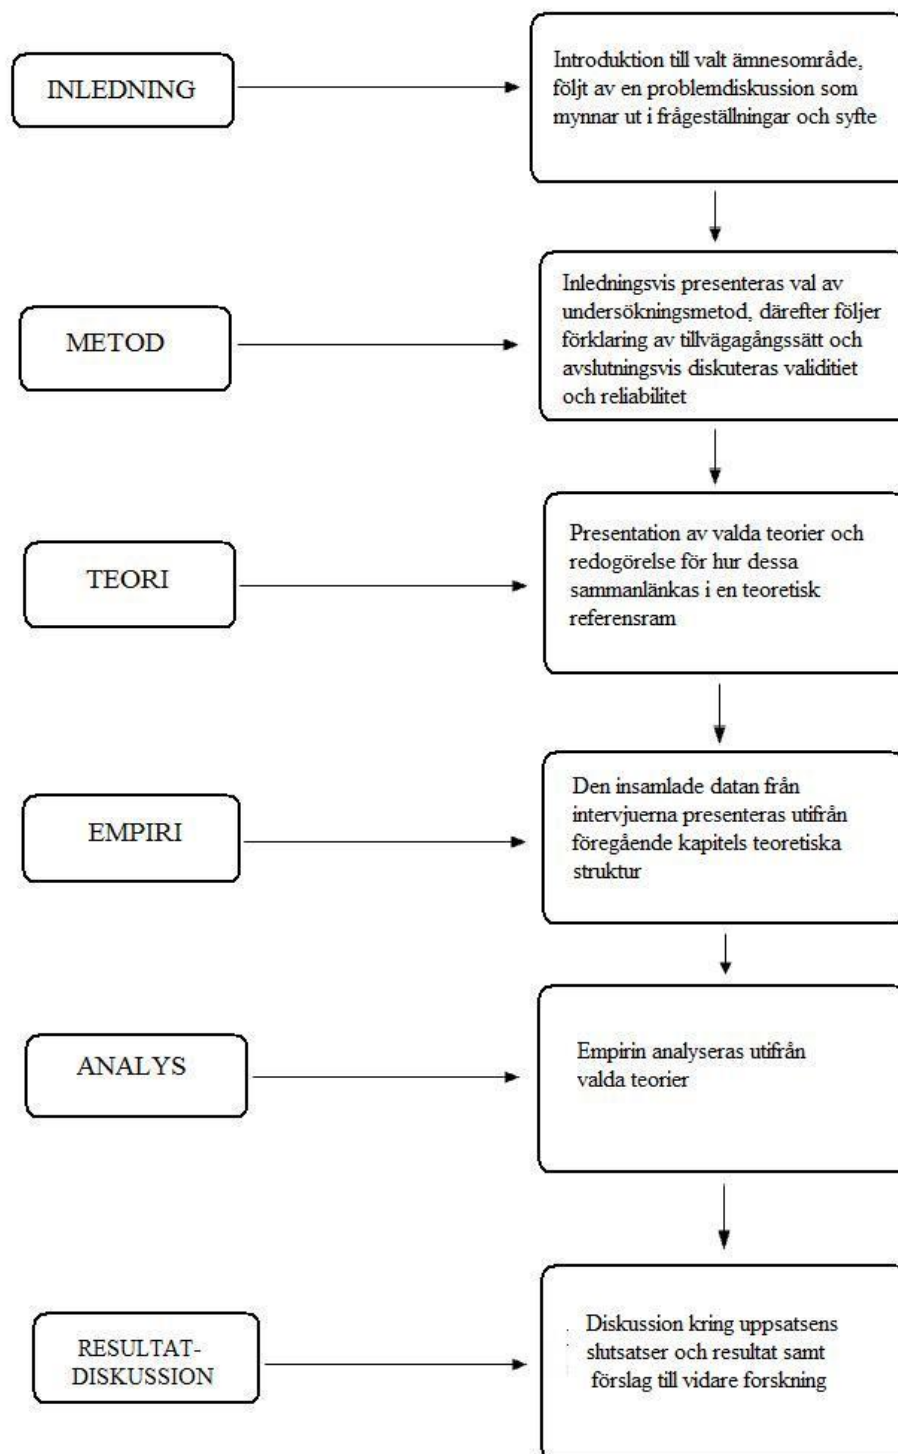 INLEDNING
Introduktion till valt ämnesområde,
följt av en problemdiskussion som
mynnar ut i frågeställningar och syfte
METOD
Inledningsvis presenteras val av
undersökningsmetod, därefter följer
förklaring av tillvägagångssätt och
avslutningsvis diskuteras validitiet
och reliabilitet
TEORI
Presentation av valda teorier och
redogörelse för hur dessa
sammanlänkas i en teoretisk
referensram
EMPIRI
Den insamlade datan från
intervjuerna presenteras utifrån
föregående kapitels teoretiska
struktur
ANALYS
Empirin analyseras utifrån
valda teorier
RESULTAT-
DISKUSSION
Diskussion kring uppsatsens
slutsatser och resultat samt
förslag till vidare forskning